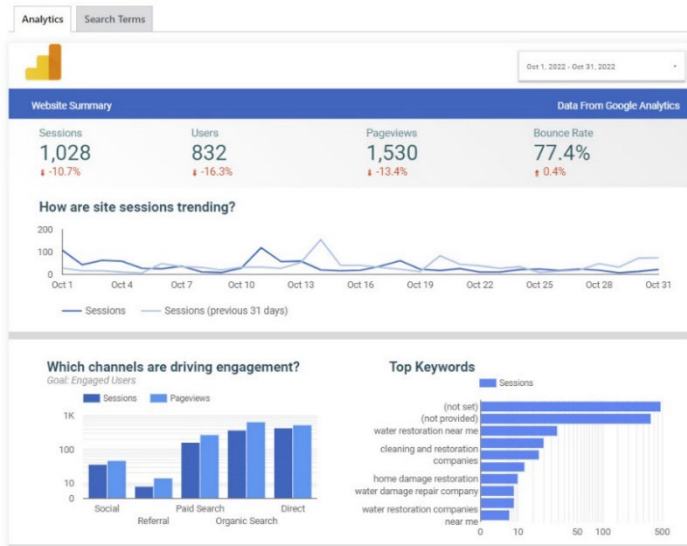 Analytics
Search Terms
Oct 1, 2022 - Oct 31, 2022
Website Summary
Data From Google Analytics
Sessions
Users
Pageviews
Bounce Rate
1,028
832
1,530
77.4%
-10.7%
-16.3%
-13.4%
0.4%
How are site sessions trending?
200
100
0
Oct 1
Oct 4
Oct 7
Oct 10
Oct 13
Oct 16
Oct 19
Oct 22
Oct 25
Oct 28
Oct 31
Sessions
Sessions (previous 31 days)
Which channels are driving engagement?
Goal: Engaged Users
Sessions
Pageviews
1K
100
10
0
Social
Referral
Paid Search
Organic Search
Direct
Top Keywords
Sessions
(not set)
(not provided)
water restoration near me
cleaning and restoration
companies
home damage restoration
water damage repair company
water restoration companies
near me
0
10
50
100
500